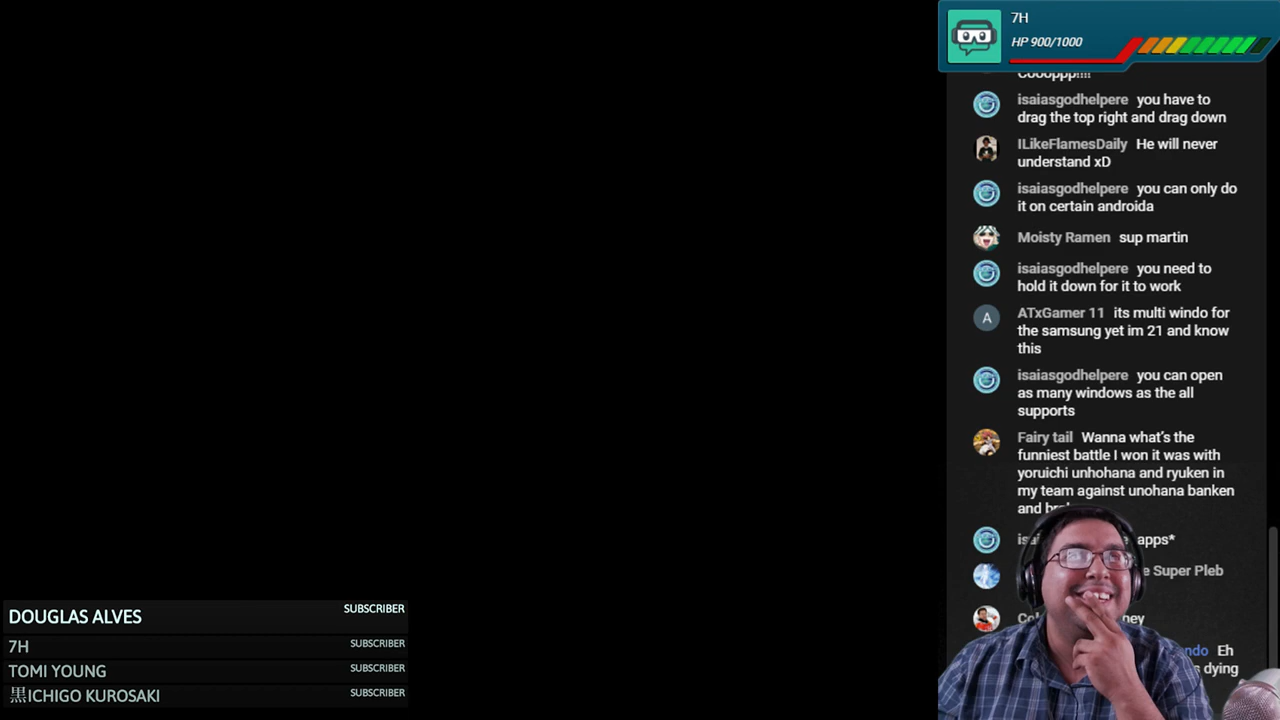 7H
HP 900/1000
Coooppp!!!!
isaiasgodhelpere you have to
drag the top right and drag down
ILikeFlamesDaily He will never
understand xD
isaiasgodhelpere you can only do
it on certain androida
Moisty Ramen sup martin
isaiasgodhelpere you need to
hold it down for it to work
A
ATxGamer 11 its multi windo for
the samsung yet im 21 and know
this
isaiasgodhelpere you can open
as many windows as the all
supports
Fairy tail Wanna what's the
funniest battle I won it was with
yoruichi unhohana and ryuken in
my team against unohana banken
and
apps*
Super Pleb
Eh
dying
DOUGLAS ALVES SUBSCRIBER
7H SUBSCRIBER
TOMI YOUNG SUBSCRIBER
黒ICHIGO KUROSAKI SUBSCRIBER